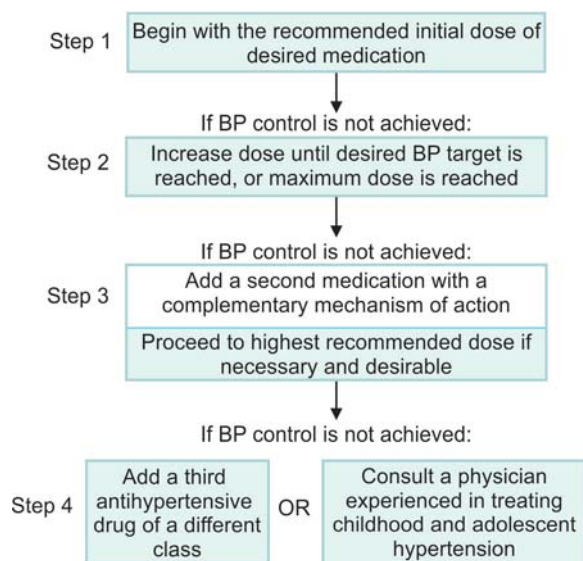 Step 1
Begin with the recommended initial dose of
desired medication
If BP control is not achieved:
Step 2
Increase dose until desired BP target is
reached, or maximum dose is reached
If BP control is not achieved:
Step 3
Add a second medication with a
complementary mechanism of action
Proceed to highest recommended dose if
necessary and desirable
If BP control is not achieved:
Step 4
Add a third
antihypertensive
drug of a different
class
OR
Consult a physician
experienced in treating
childhood and adolescent
hypertension